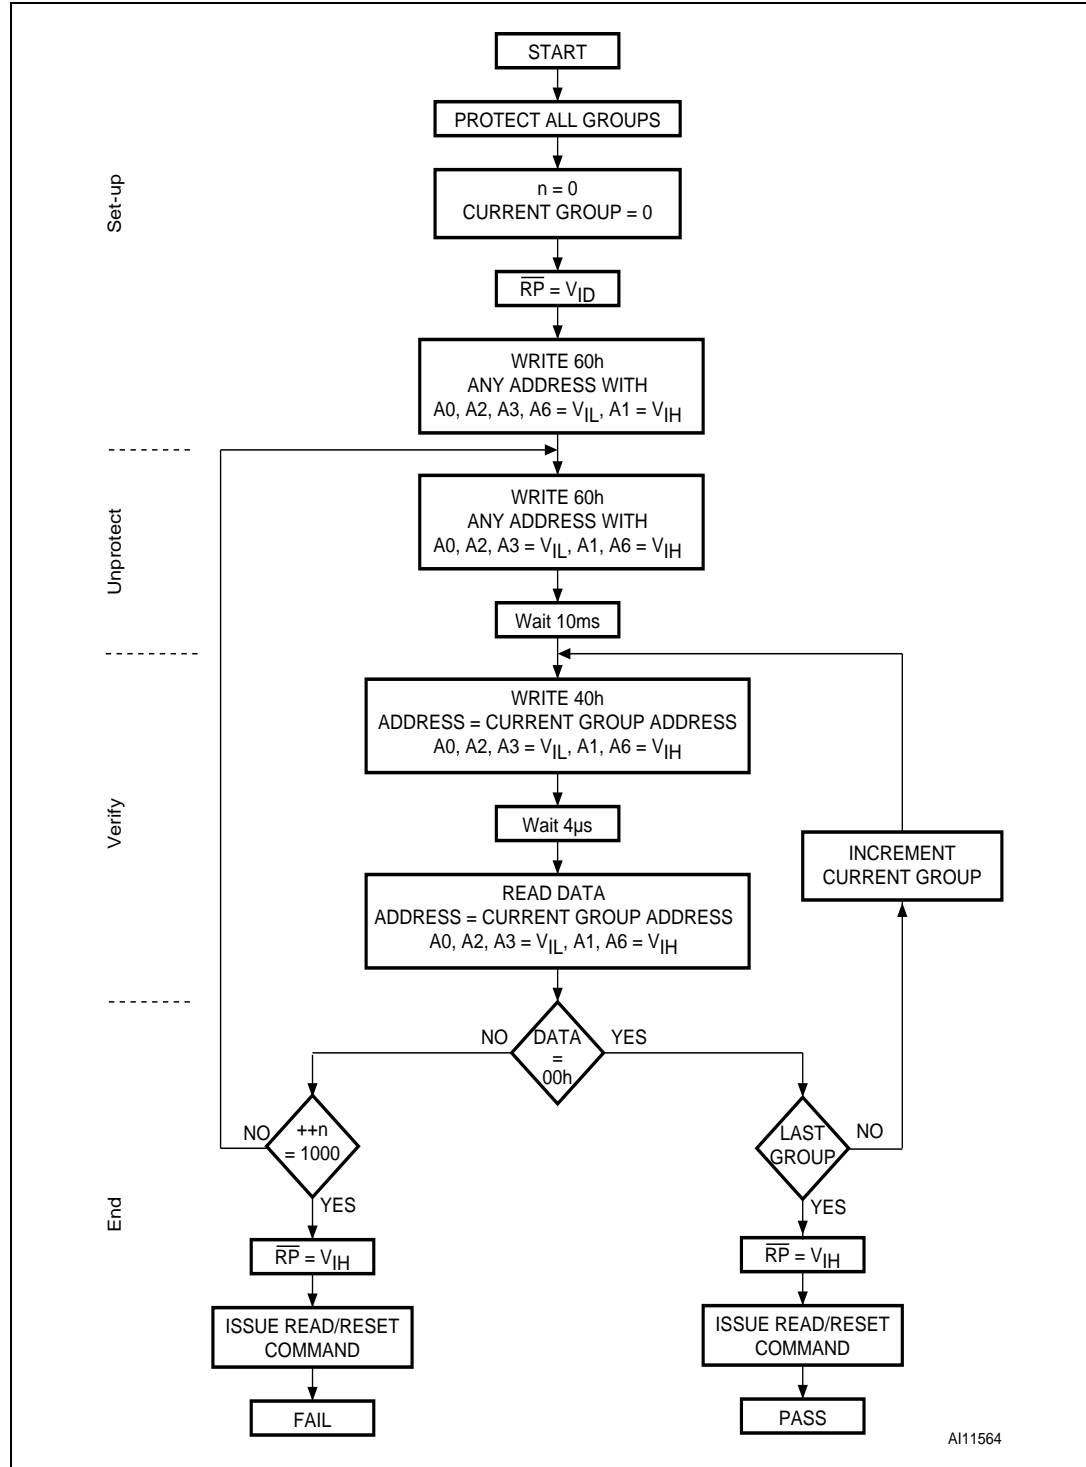 START
PROTECT ALL GROUPS
Set-up
n = 0
CURRENT GROUP = 0
RP = VID
WRITE 60h
ANY ADDRESS WITH
A0, A2, A3, A6 = VIL, A1 = VIH
Unprotect
WRITE 60h
ANY ADDRESS WITH
A0, A2, A3 = VIL, A1, A6 = VIH
Wait 10ms
Verify
WRITE 40h
ADDRESS = CURRENT GROUP ADDRESS
A0, A2, A3 = VIL, A1, A6 = VIH
Wait 4µs
INCREMENT
CURRENT GROUP
READ DATA
ADDRESS = CURRENT GROUP ADDRESS
A0, A2, A3 = VIL, A1, A6 = VIH
End
NO
DATA
=
00h
YES
NO
++n
= 1000
YES
LAST
GROUP
NO
YES
RP = VIH
RP = VIH
ISSUE READ/RESET
COMMAND
ISSUE READ/RESET
COMMAND
FAIL
PASS
AI11564